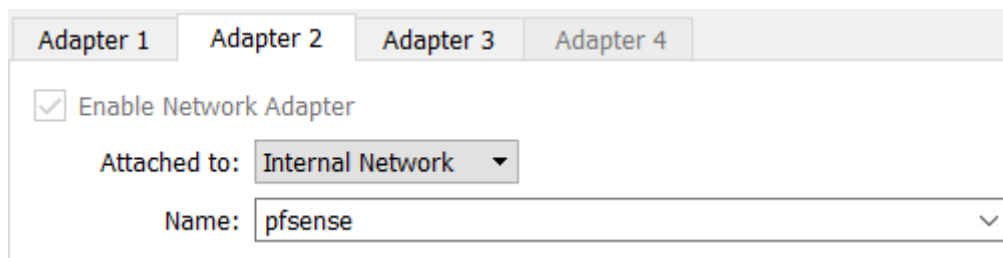 Adapter 1 Adapter 2 Adapter 3 Adapter 4
Enable Network Adapter
Attached to: Internal Network
Name: pfsense